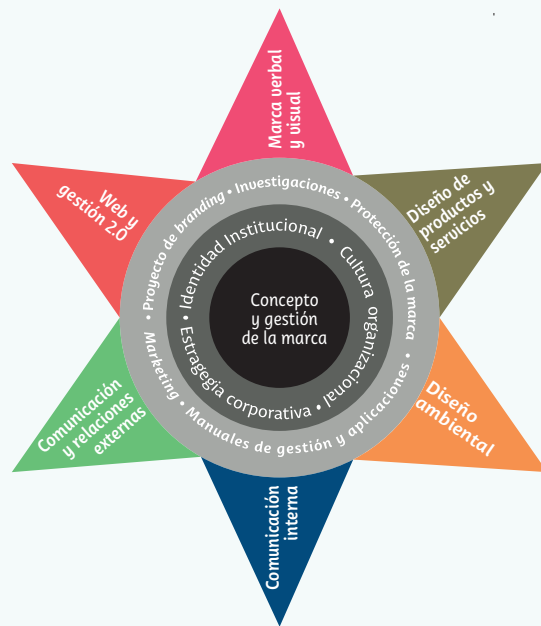 Marca verbal
y visual
Diseño de
productos y
servicios
Diseño
ambiental
Comunicación
interna
Comunicación
y relaciones
externas
Web y
gestión 2.0
• Proyecto de branding • Investigaciones • Protección de la marca
• Manuales de gestión y aplicaciones •
Marketing
• Identidad Institucional • Cultura organizacional
• Estragegia corporativa •
Concepto
y gestión
de la marca